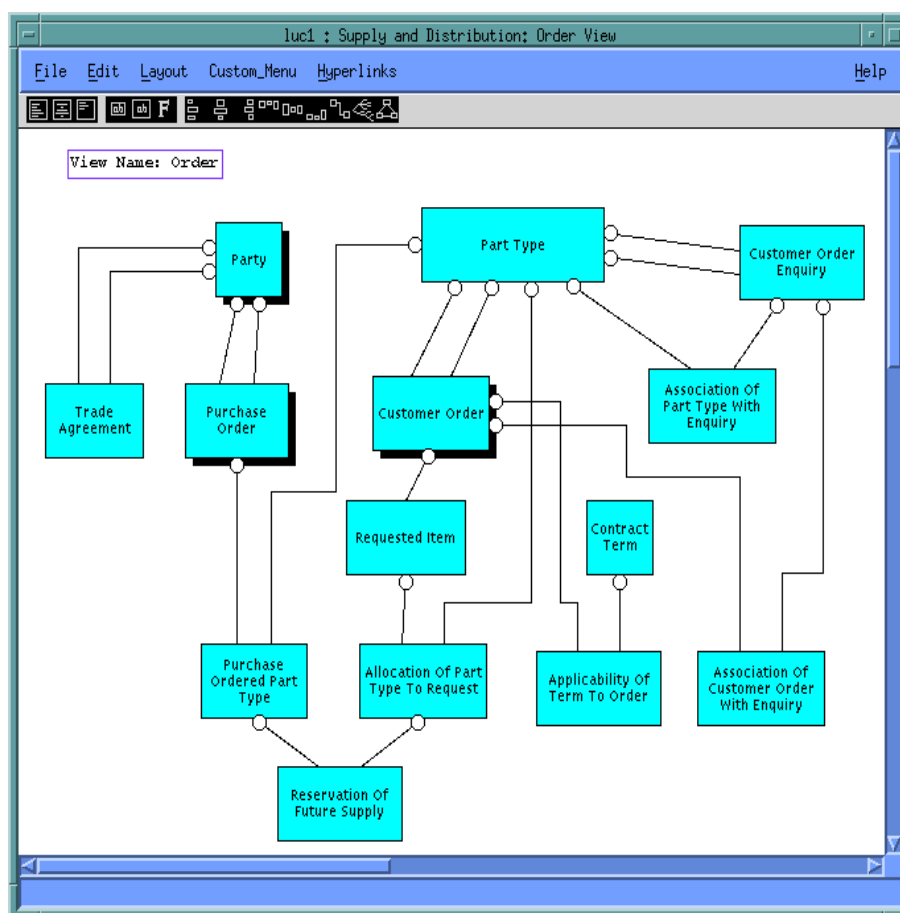 luc1 : Supply and Distribution: Order View
File Edit Layout Custom_Menu Hyperlinks Help
ab ab F
View Name: Order
Party
Part Type
Customer Order
Enquiry
Trade
Agreement
Purchase
Order
Customer Order
Association Of
Part Type With
Enquiry
Requested Item
Contract
Term
Purchase
Ordered Part
Type
Allocation Of Part
Type To Request
Applicability Of
Term To Order
Association Of
Customer Order
With Enquiry
Reservation Of
Future Supply